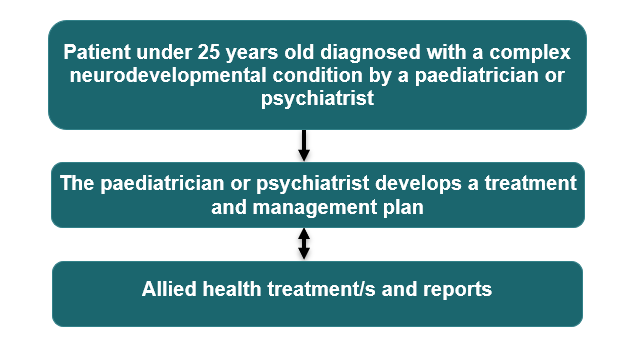 Patient under 25 years old diagnosed with a complex
neurodevelopmental condition by a paediatrician or
psychiatrist
The paediatrician or psychiatrist develops a treatment
and management plan
Allied health treatment/s and reports